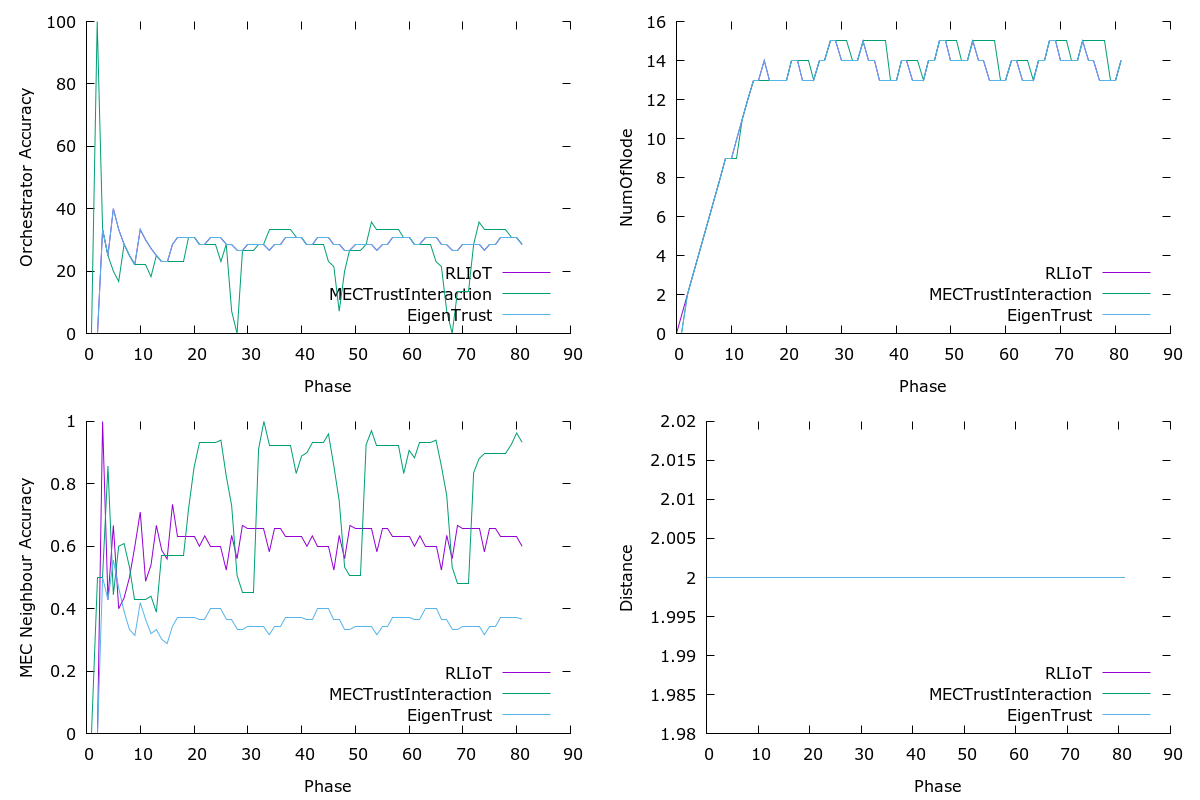 100
80
60
40
20
0
Orchestrator Accuracy
0 10 20 30 40 50 60 70 80 90
Phase
RLIoT
MECTrustInteraction
EigenTrust
16
14
12
10
8
6
4
2
0
NumOfNode
0 10 20 30 40 50 60 70 80 90
Phase
RLIoT
MECTrustInteraction
EigenTrust
1
0.8
0.6
0.4
0.2
0
MEC Neighbour Accuracy
0 10 20 30 40 50 60 70 80 90
Phase
RLIoT
MECTrustInteraction
EigenTrust
2.02
2.015
2.01
2.005
2
1.995
1.99
1.985
1.98
Distance
0 10 20 30 40 50 60 70 80 90
Phase
RLIoT
MECTrustInteraction
EigenTrust